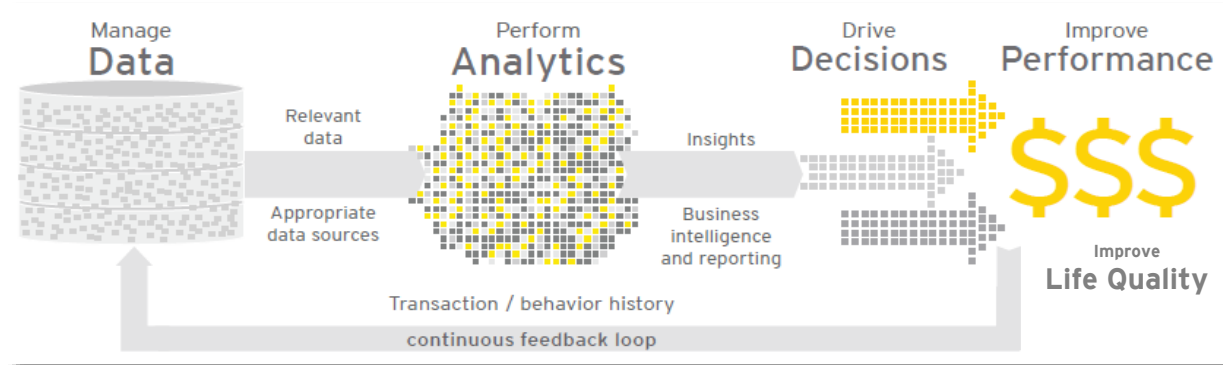 Manage
Data
Relevant
data
Appropriate
data sources
Perform
Analytics
Insights
Business
intelligence
and reporting
Drive
Decisions
Improve
Performance
$$$
Improve
Life Quality
Transaction / behavior history
continuous feedback loop